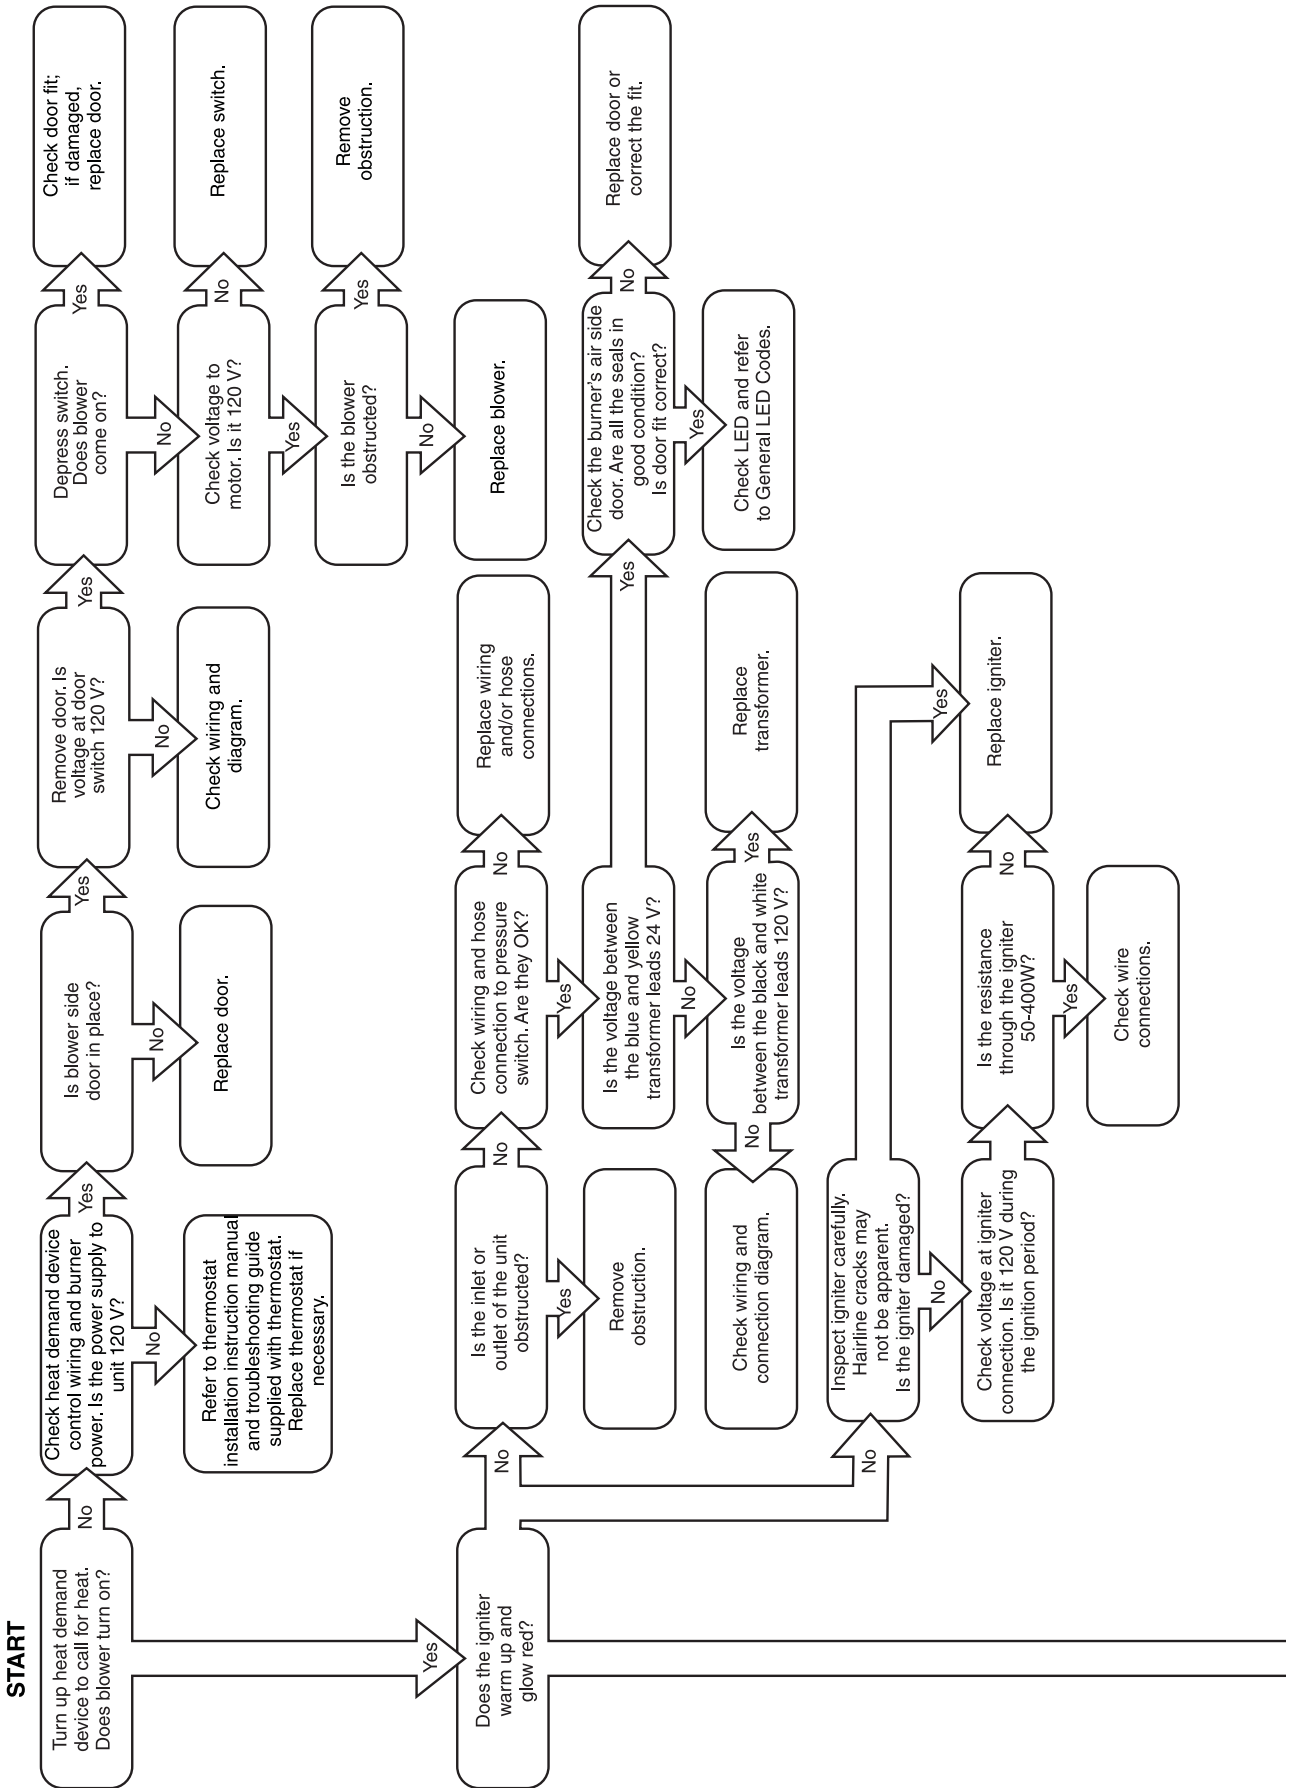 START
Turn up heat demand
device to call for heat.
Does blower turn on?
No
Check heat demand device
control wiring and burner
power. Is the power supply to
unit 120 V?
Yes
Is blower side
door in place?
Yes
Remove door. Is
voltage at door
switch 120 V?
Yes
Depress switch.
Does blower
come on?
Yes
Check door fit;
if damaged,
replace door.
No
Refer to thermostat
installation instruction manual
and troubleshooting guide
supplied with thermostat.
Replace thermostat if
necessary.
No
Replace door.
No
Check wiring and
diagram.
No
Check voltage to
motor. Is it 120 V?
No
Replace switch.
Yes
Is the blower
obstructed?
Yes
Remove
obstruction.
No
Replace blower.
Yes
Does the igniter
warm up and
glow red?
No
Is the inlet or
outlet of the unit
obstructed?
No
Check wiring and hose
connection to pressure
switch. Are they OK?
No
Replace wiring
and/or hose
connections.
Yes
Remove
obstruction.
Yes
Is the voltage between
the blue and yellow
transformer leads 24 V?
Yes
Check the burner's air side
door. Are all the seals in
good condition?
Is door fit correct?
No
Replace door or
correct the fit.
Yes
Check LED and refer
to General LED Codes.
No
Is the voltage
between the black and white
transformer leads 120 V?
Yes
Replace
transformer.
No
Check wiring and
connection diagram.
No
Inspect igniter carefully.
Hairline cracks may
not be apparent.
Is the igniter damaged?
Yes
Replace igniter.
No
Check voltage at igniter
connection. Is it 120 V during
the ignition period?
Is the resistance
through the igniter
50-400W?
No
Yes
Check wire
connections.